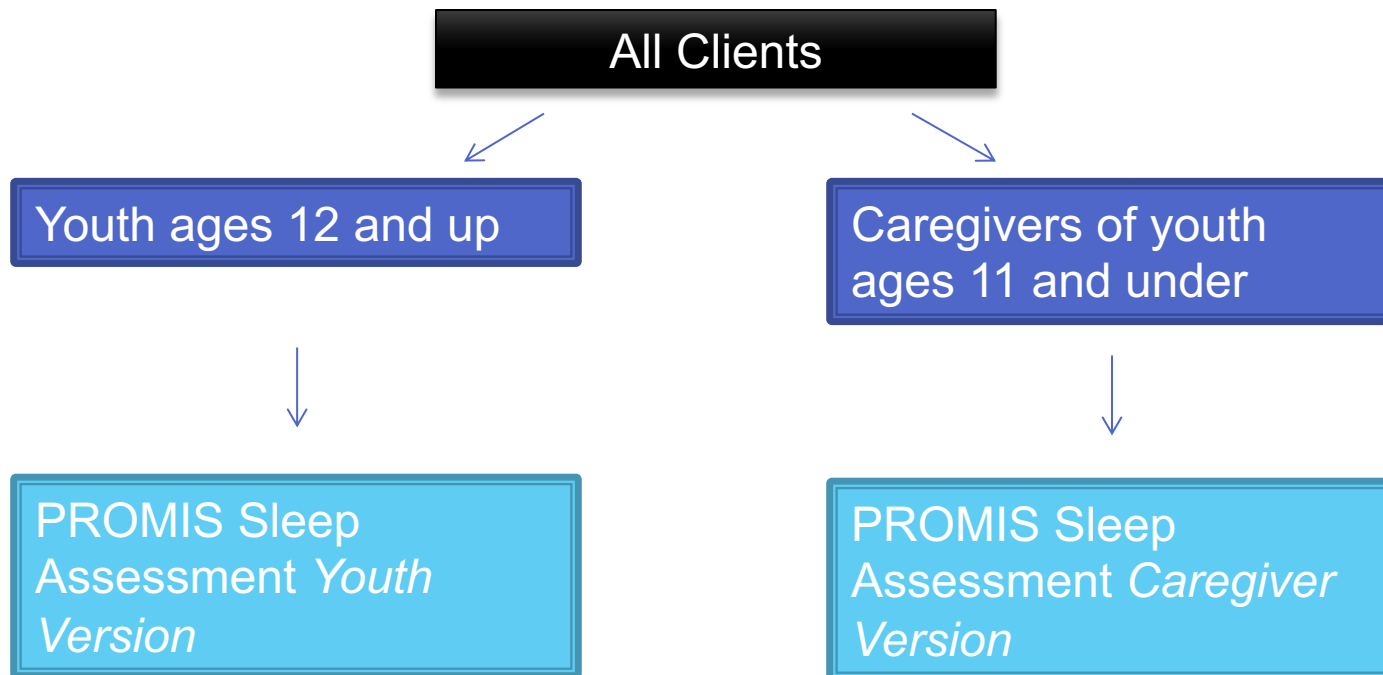 All Clients
Youth ages 12 and up
Caregivers of youth
ages 11 and under
PROMIS Sleep
Assessment Youth
Version
PROMIS Sleep
Assessment Caregiver
Version